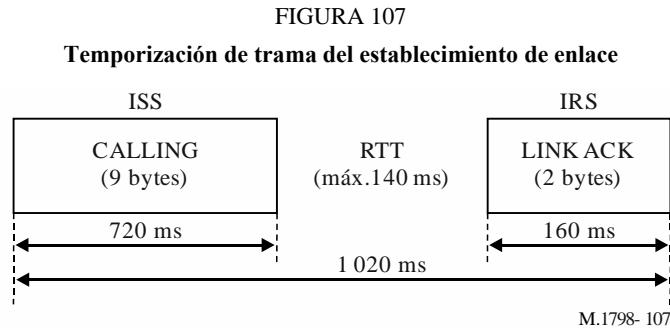 FIGURA 107
Temporización de trama del establecimiento de enlace
ISS IRS
CALLING RTT LINK ACK
(9 bytes) (máx.140 ms) (2 bytes)
720 ms 160 ms
1 020 ms
M.1798- 107